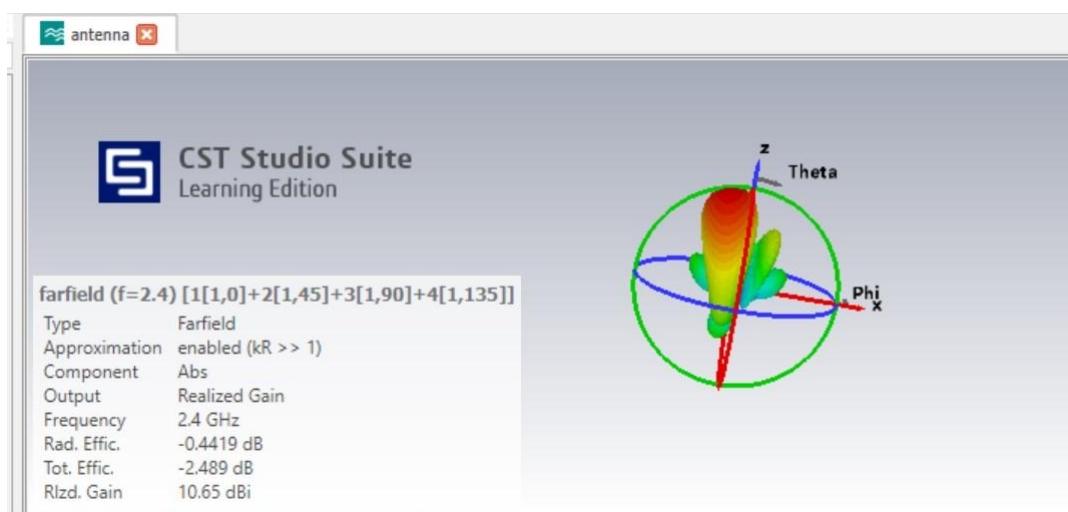 antenna
CST Studio Suite
Learning Edition
z
Theta
Phi
x
farfield (f=2.4) [1[1,0]+2[1,45]+3[1,90]+4[1,135]]
Type Farfield
Approximation enabled (kR >> 1)
Component Abs
Output Realized Gain
Frequency 2.4 GHz
Rad. Effic. -0.4419 dB
Tot. Effic. -2.489 dB
Rlzd. Gain 10.65 dBi